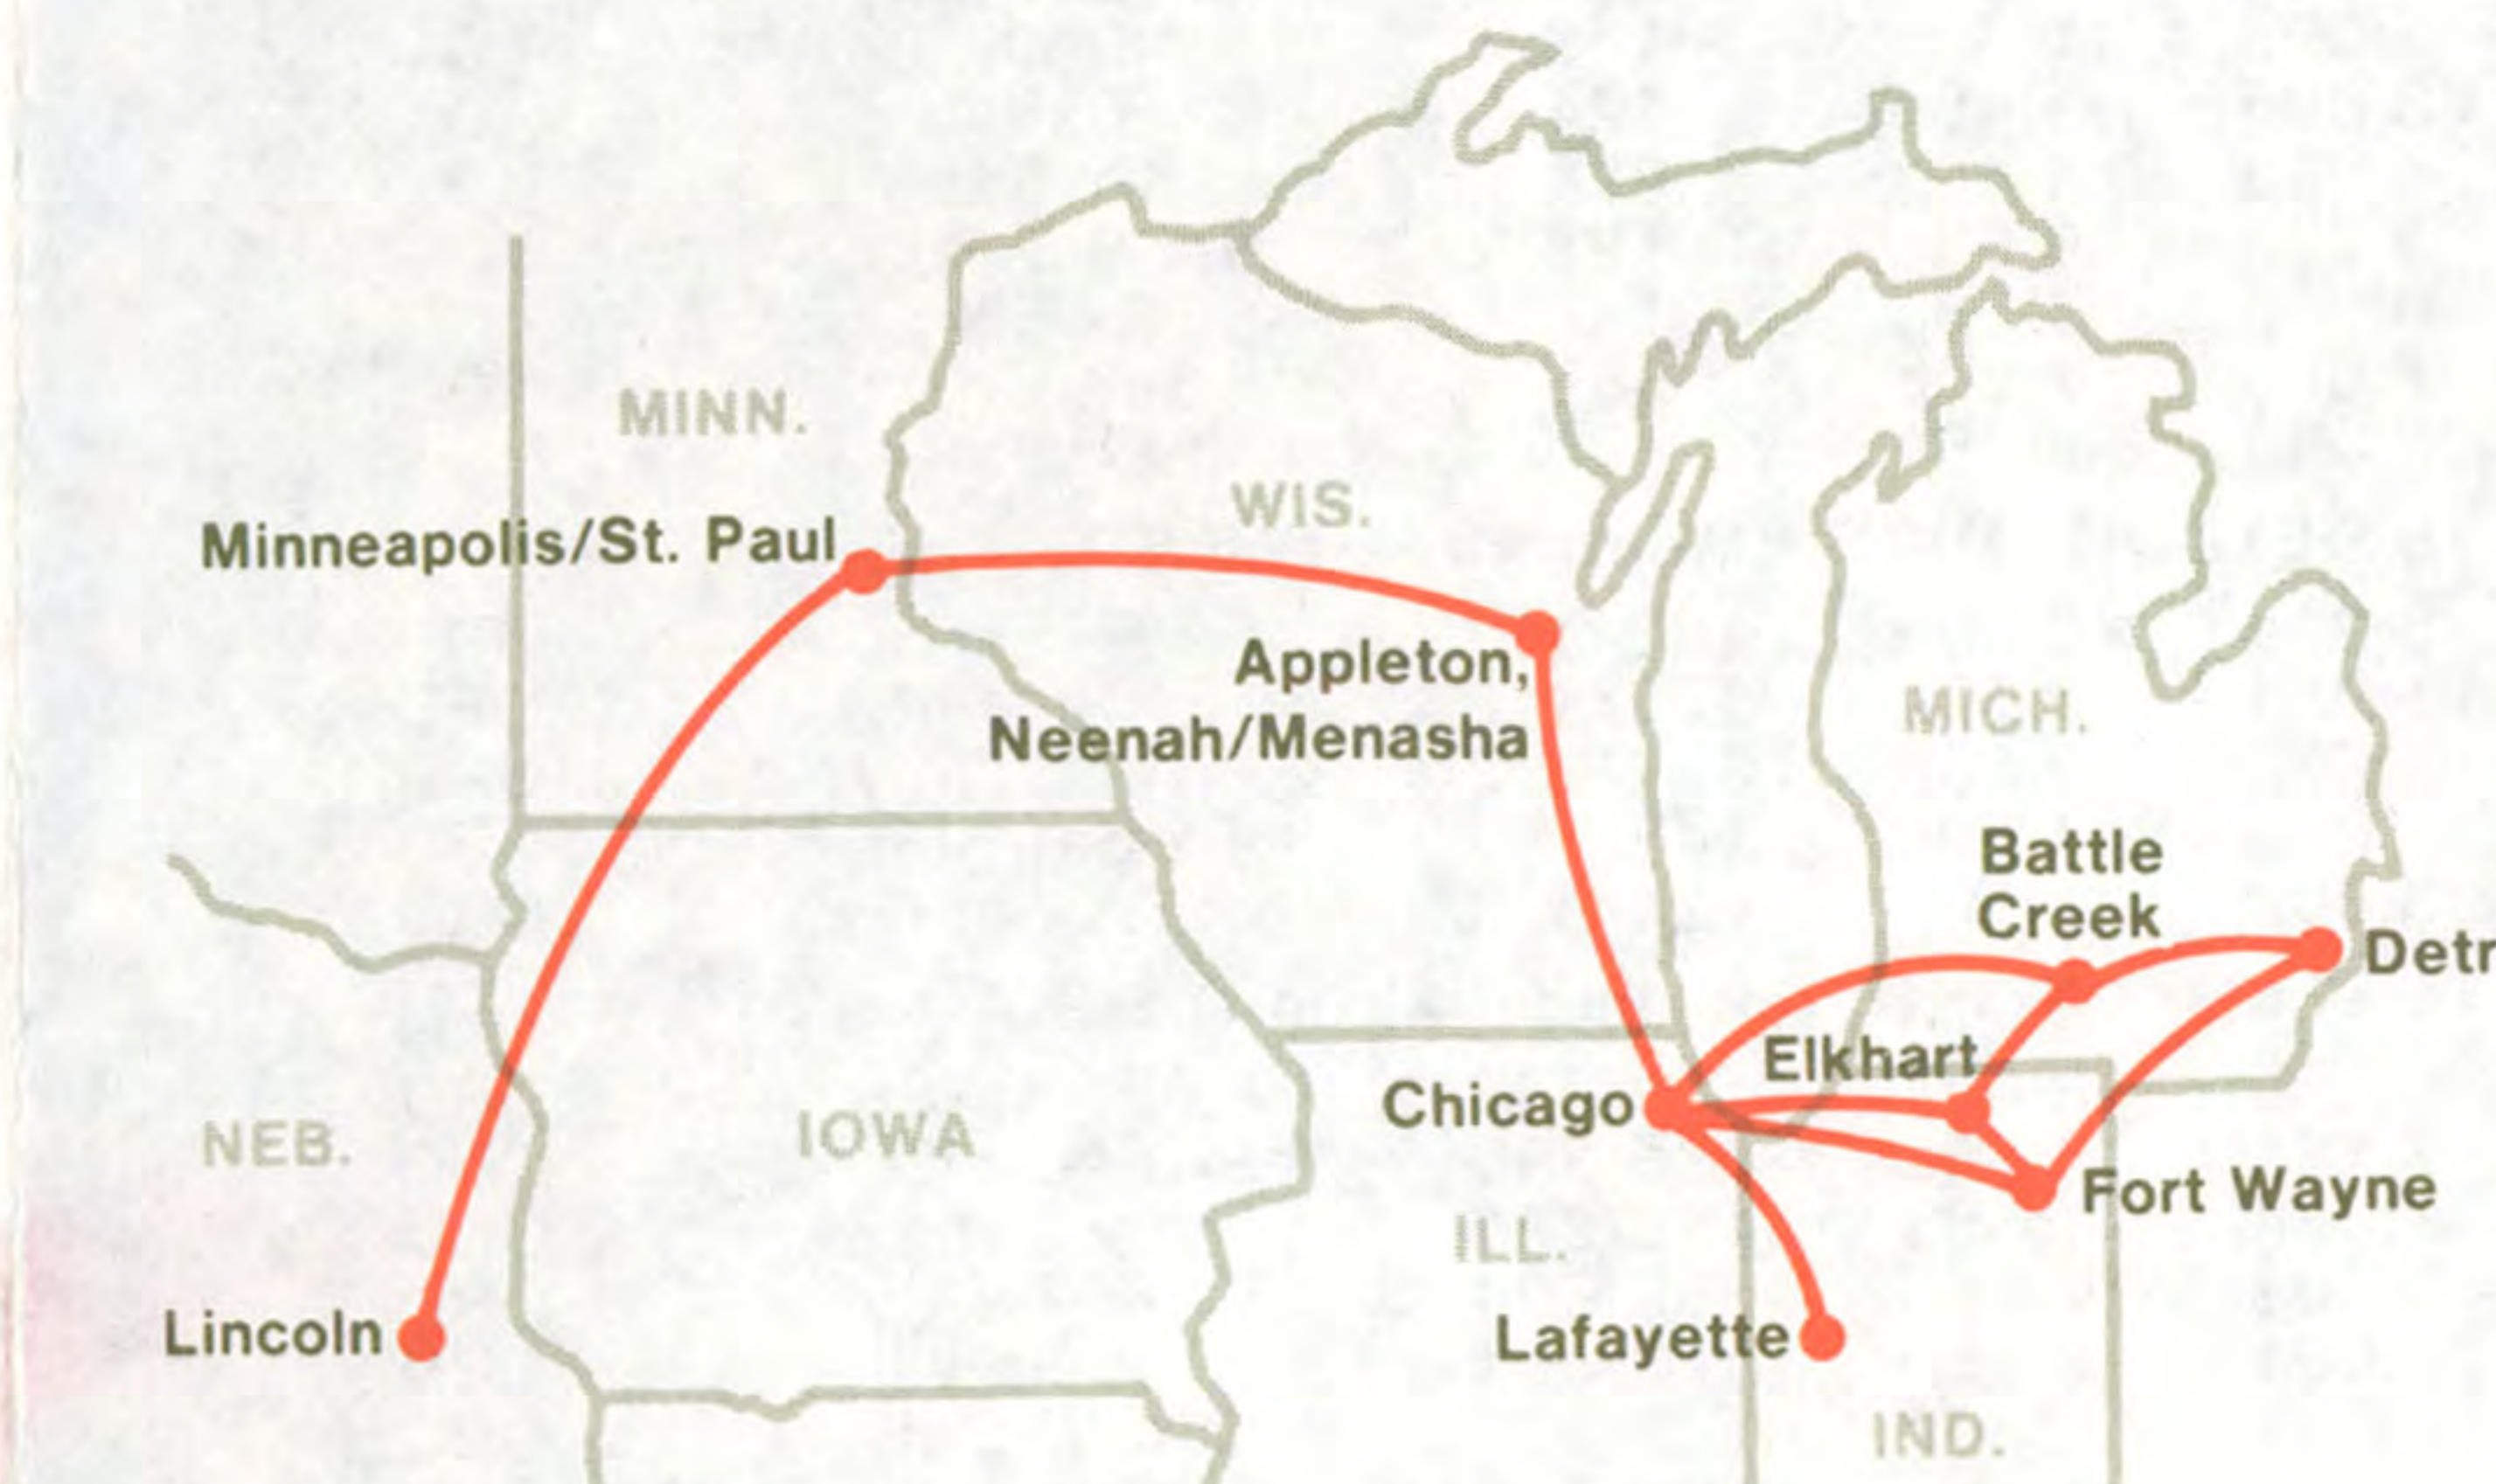 MINN.
WIS.
Minneapolis/St. Paul
Appleton,
Neenah/Menasha
MICH.
Battle
Creek
Detr
Elkhart
Chicago
NEB.
IOWA
Fort Wayne
ILL.
Lincoln
Lafayette
IND.